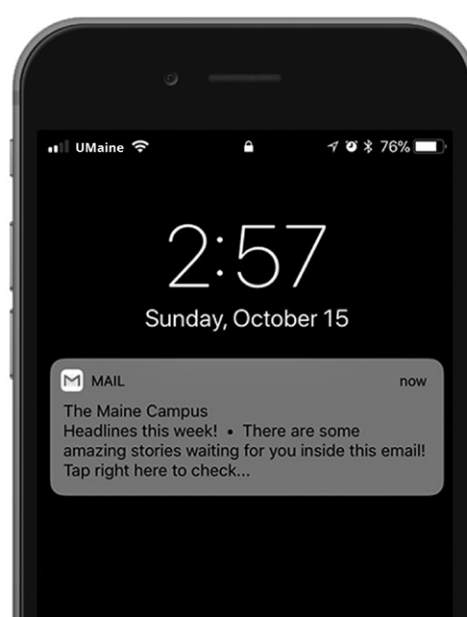 UMaine 76%
2:57
Sunday, October 15
MAIL now
The Maine Campus
Headlines this week! • There are some
amazing stories waiting for you inside this email!
Tap right here to check...